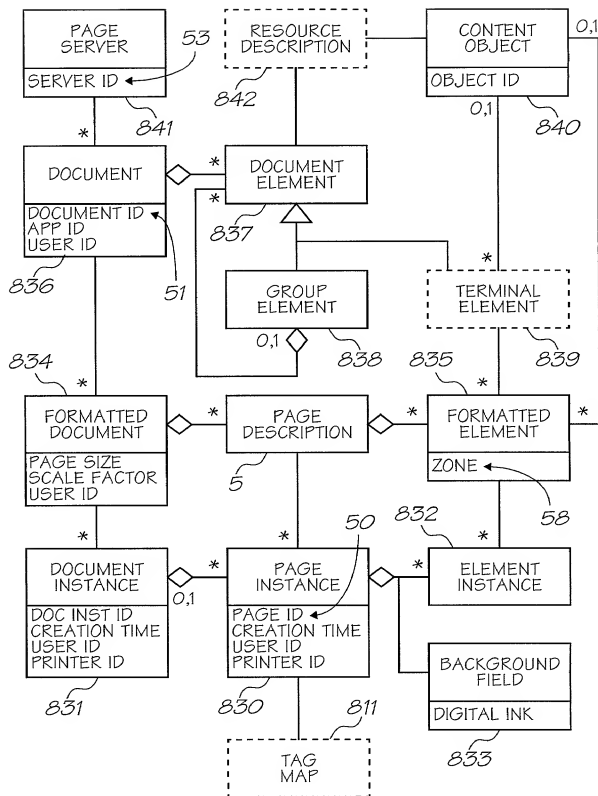 PAGE
SERVER
SERVER ID
53
841
*
RESOURCE
DESCRIPTION
842
CONTENT
OBJECT
OBJECT ID
0,1
0,1
840
DOCUMENT
DOCUMENT ID
APP ID
USER ID
836
51
*
DOCUMENT
ELEMENT
*
837
GROUP
ELEMENT
0,1
838
*
TERMINAL
ELEMENT
839
834
*
FORMATTED
DOCUMENT
PAGE SIZE
SCALE FACTOR
USER ID
*
PAGE
DESCRIPTION
5
835
*
*
FORMATTED
ELEMENT
*
ZONE
58
*
DOCUMENT
INSTANCE
0,1
DOC INST ID
CREATION TIME
USER ID
PRINTER ID
831
*
*
50
PAGE
INSTANCE
PAGE ID
CREATION TIME
USER ID
PRINTER ID
830
832
*
*
ELEMENT
INSTANCE
BACKGROUND
FIELD
DIGITAL INK
833
811
TAG
MAP